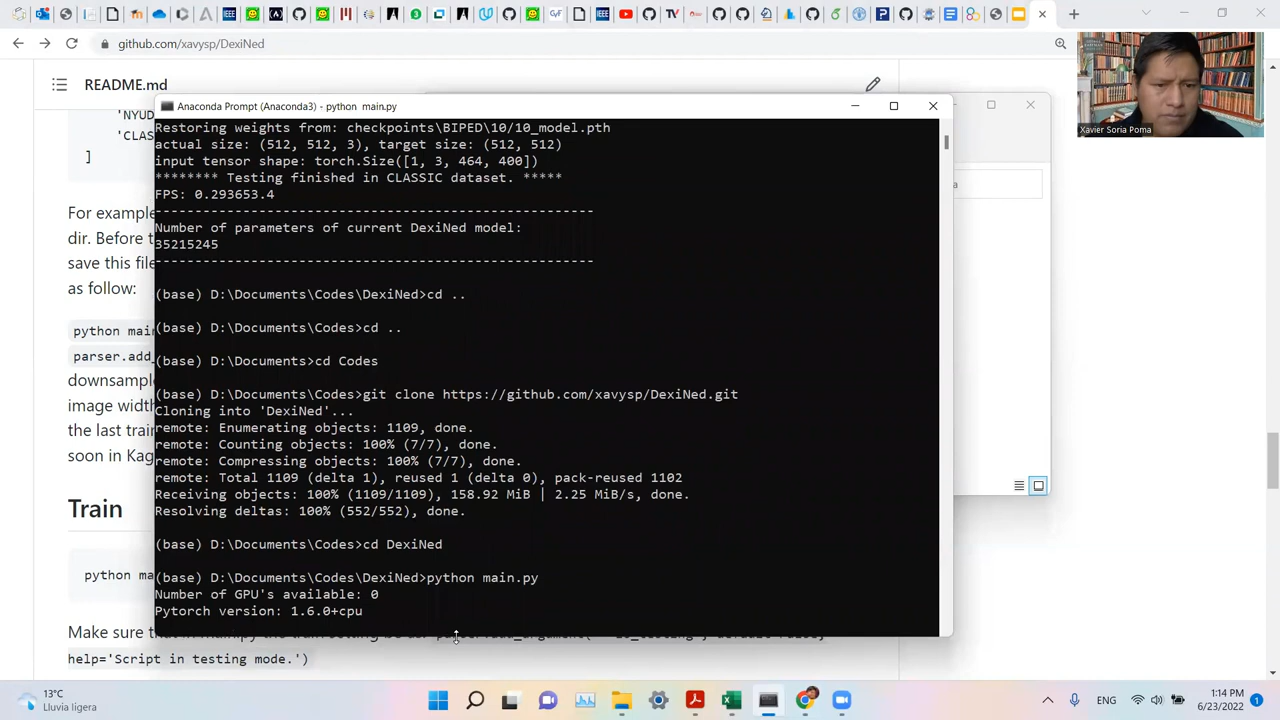 github.com/xavysp/DexiNed
README.md
'NYUD
'CLASS
]
For example
dir. Before t
save this file
as follow:
python mai
parser.add_
downsample
image width
the last train
soon in Kag
Train
python ma
Make sure that
help='Script in testing mode.')
Anaconda Prompt (Anaconda3) - python main.py
Restoring weights from: checkpoints\BIPED\10/10_model.pth
actual size: (512, 512, 3), target size: (512, 512)
input tensor shape: torch.Size([1, 3, 464, 400])
******** Testing finished in CLASSIC dataset. *****
FPS: 0.293653.4
-------------------------------------------------------
Number of parameters of current DexiNed model:
35215245
-------------------------------------------------------
(base) D:\Documents\Codes\DexiNed>cd ..
(base) D:\Documents\Codes>cd ..
(base) D:\Documents>cd Codes
(base) D:\Documents\Codes>git clone https://github.com/xavysp/DexiNed.git
Cloning into 'DexiNed'...
remote: Enumerating objects: 1109, done.
remote: Counting objects: 100% (7/7), done.
remote: Compressing objects: 100% (7/7), done.
remote: Total 1109 (delta 1), reused 1 (delta 0), pack-reused 1102
Receiving objects: 100% (1109/1109), 158.92 MiB | 2.25 MiB/s, done.
Resolving deltas: 100% (552/552), done.
(base) D:\Documents\Codes>cd DexiNed
(base) D:\Documents\Codes\DexiNed>python main.py
Number of GPU's available: 0
Pytorch version: 1.6.0+cpu
Xavier Soria Poma
13°C
Lluvia ligera
ENG
1:14 PM
6/23/2022